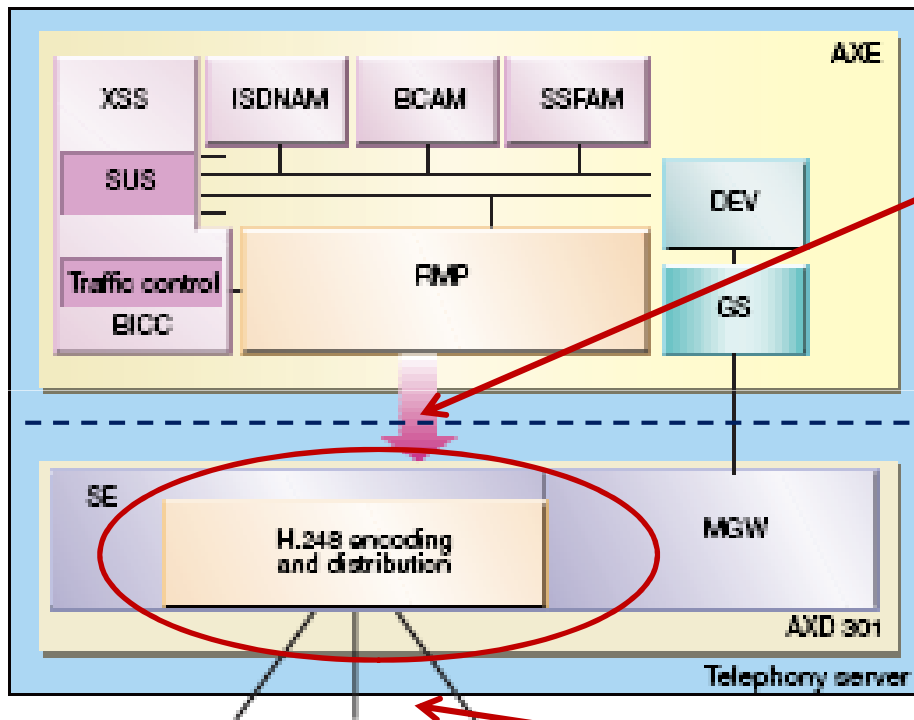 AXE
XSS
ISDNAM
BCAM
SSFAM
SUS
DEV
RMP
Traffic control
GS
BICC
SE
MGW
H.248 encoding
and distribution
AXD 301
Telephony server